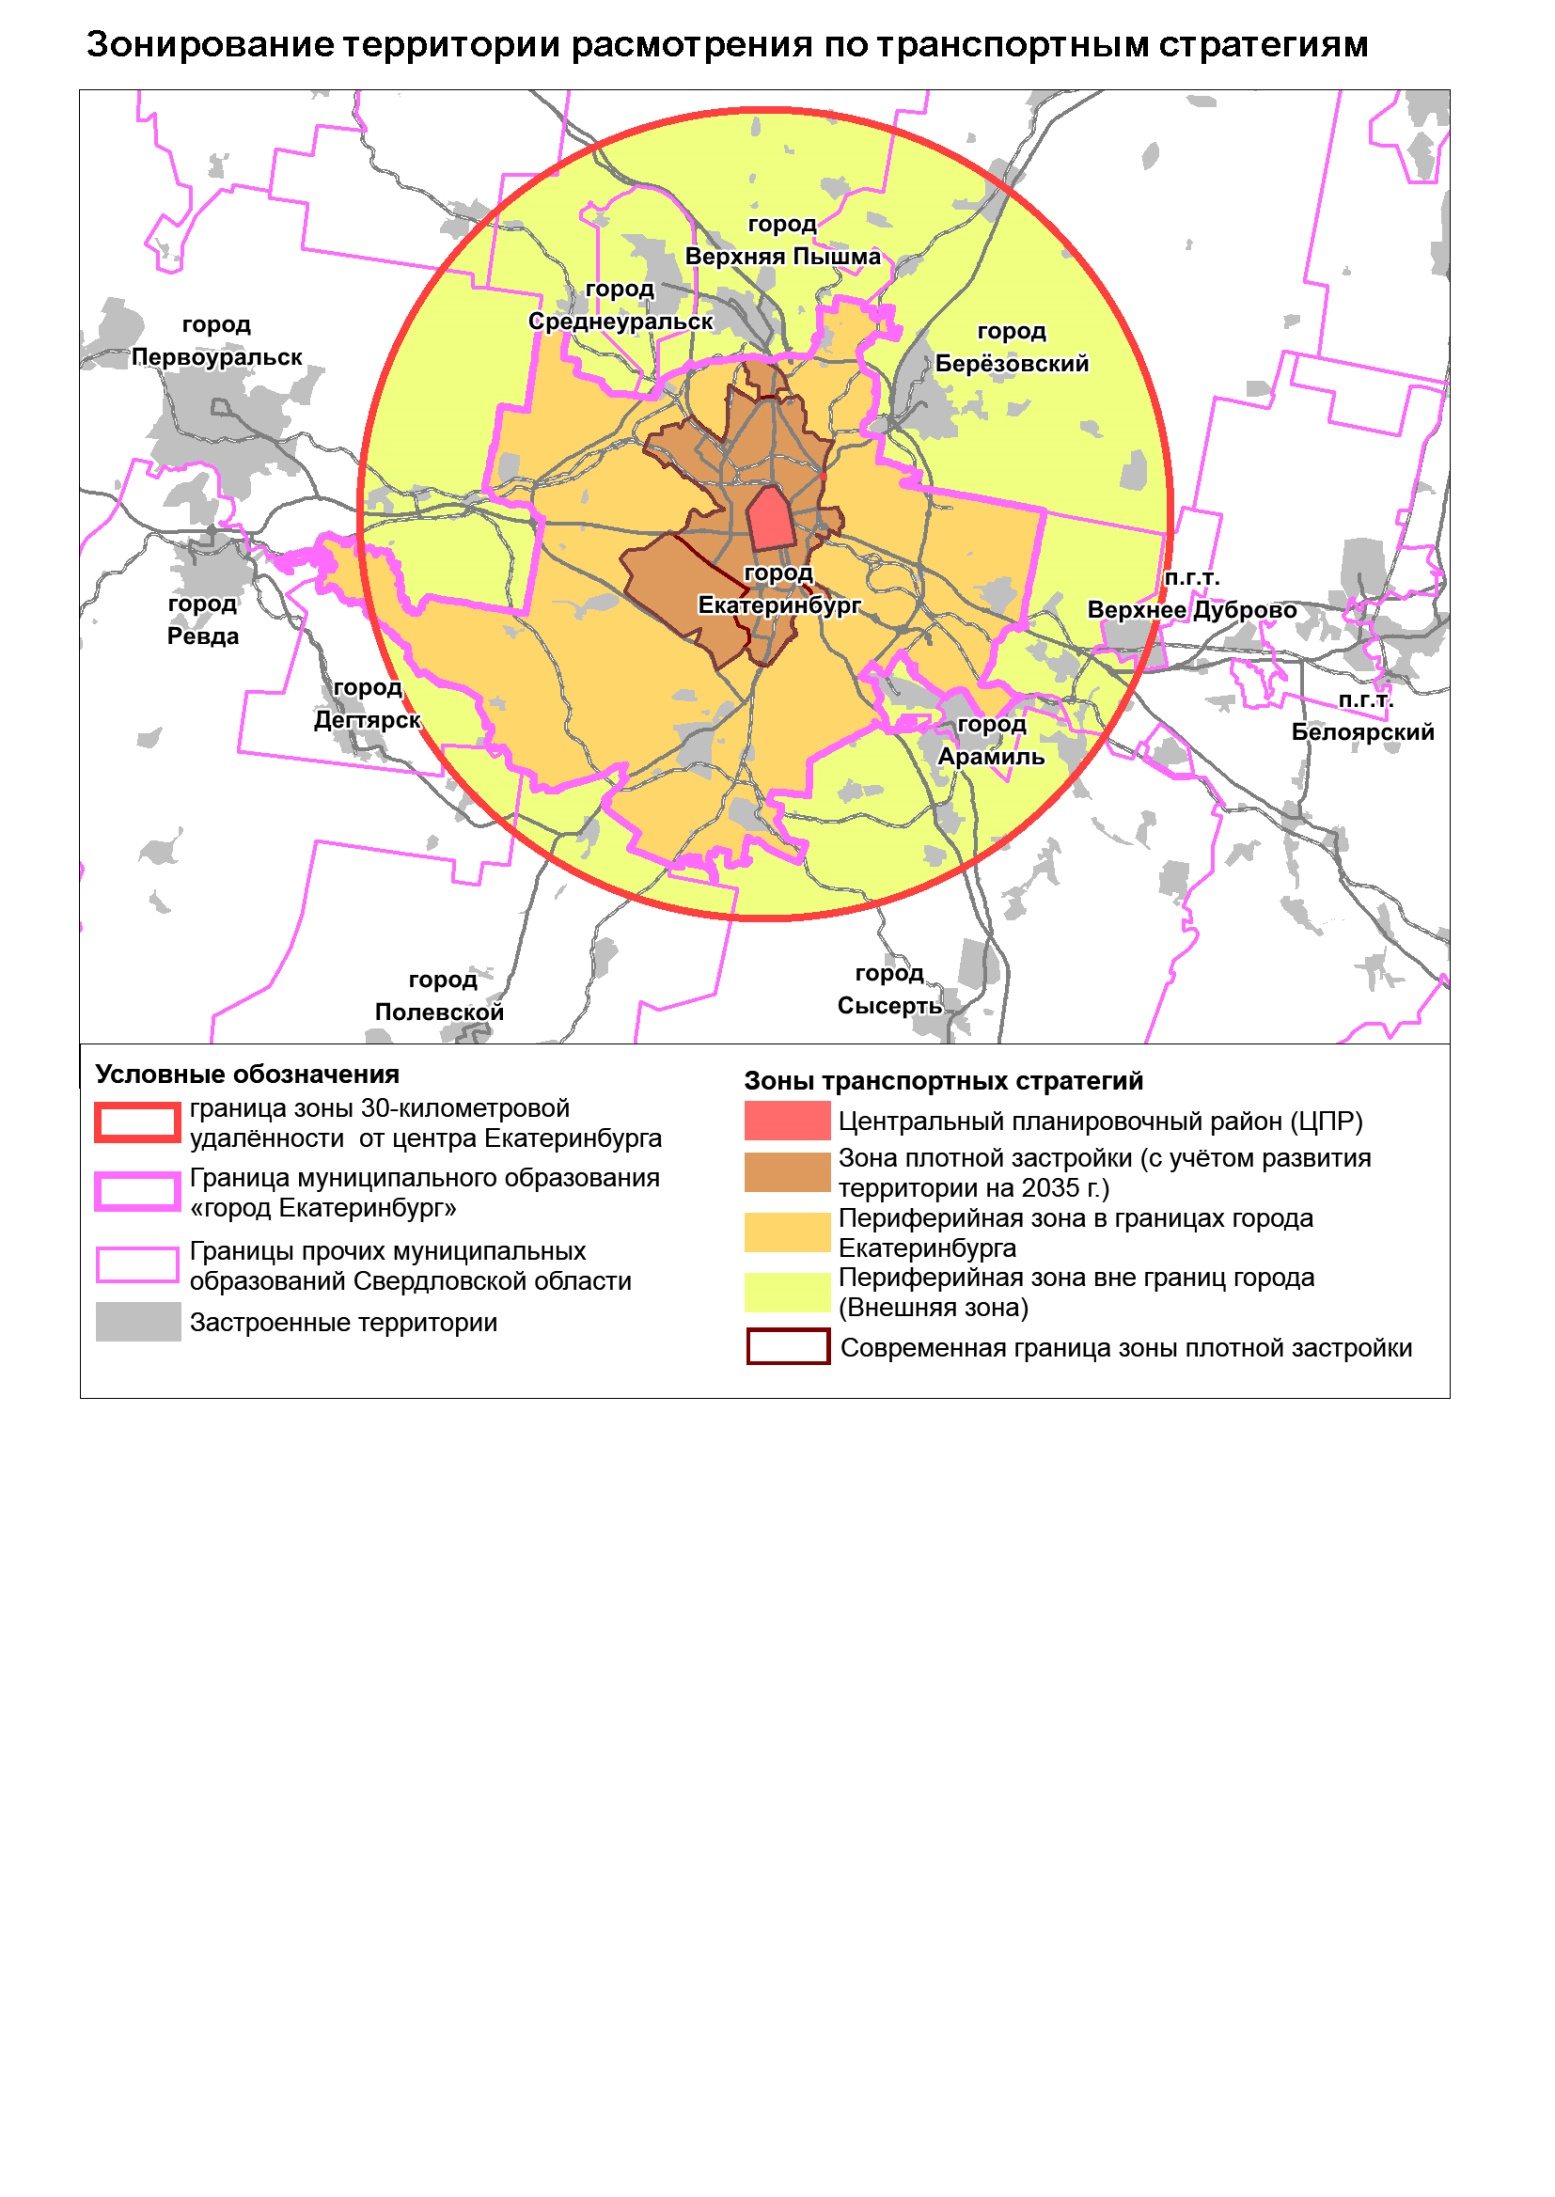 Зонирование территории расмотрения по транспортным стратегиям
город
Верхняя Пышма
город
Среднеуральск
город
Первоуральск
город
Берёзовский
город
Екатеринбург
п.г.т.
Верхнее Дуброво
город
Ревда
город
Дегтярск
п.г.т.
Белоярский
город
Арамиль
город
Полевской
город
Сысерть
Условные обозначения
граница зоны 30-километровой
удалённости от центра Екатеринбурга
Граница муниципального образования
«город Екатеринбург»
Границы прочих муниципальных
образований Свердловской области
Застроенные территории
Зоны транспортных стратегий
Центральный планировочный район (ЦПР)
Зона плотной застройки (с учётом развития
территории на 2035 г.)
Периферийная зона в границах города
Екатеринбурга
Периферийная зона вне границ города
(Внешняя зона)
Современная граница зоны плотной застройки